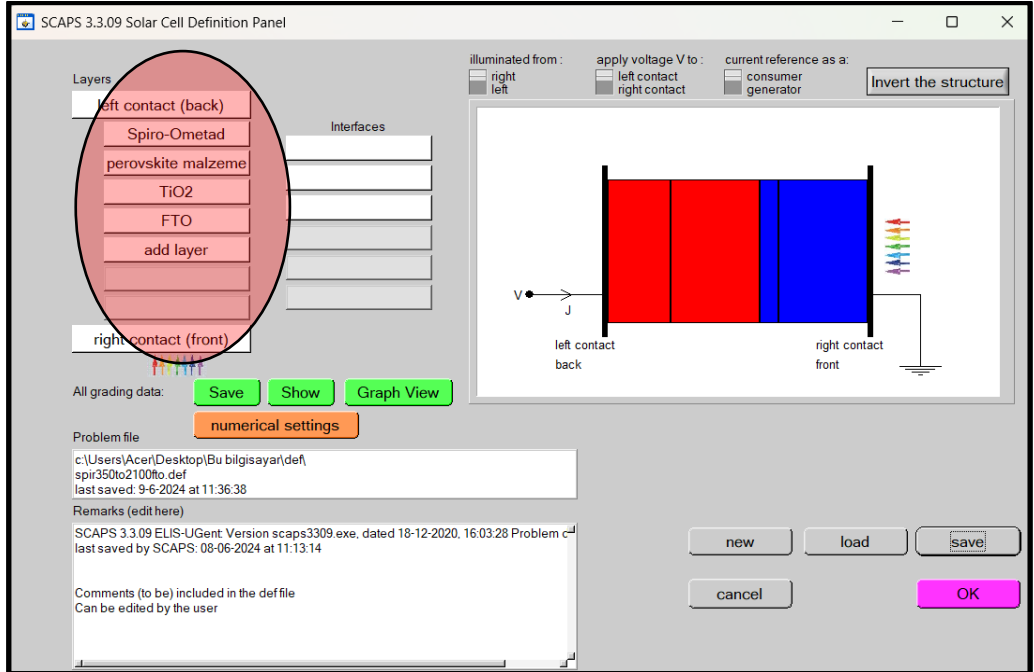 SCAPS 3.3.09 Solar Cell Definition Panel
Layers
left contact (back)
Spiro-Ometad
perovskite malzeme
TiO2
FTO
add layer
right contact (front)
Interfaces
illuminated from :
right
left
apply voltage V to :
left contact
right contact
current reference as a:
consumer
generator
Invert the structure
V
J
left contact
back
right contact
front
All grading data:
Save
Show
Graph View
numerical settings
Problem file
c:\Users\Acer\Desktop\Bu bilgisayar\def\
spir350to2100fto.def
last saved: 9-6-2024 at 11:36:38
Remarks (edit here)
SCAPS 3.3.09 ELIS-UGent: Version scaps3309.exe, dated 18-12-2020, 16:03:28 Problem
last saved by SCAPS: 08-06-2024 at 11:13:14
Comments (to be) included in the def file
Can be edited by the user
new
load
save
cancel
OK